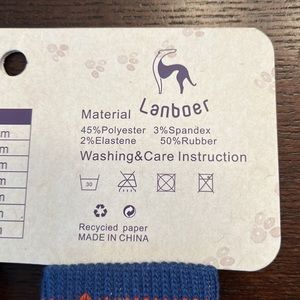 Lanboer
Material
45%Polyester 3%Spandex
2%Elastene 50%Rubber
Washing&Care Instruction
30
Recycled paper
MADE IN CHINA
m
m
m
m
m
m